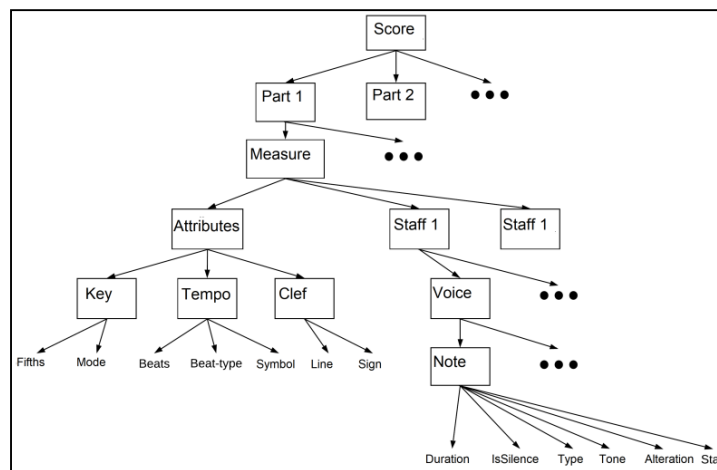 Score
Part 1
Part 2
Measure
Attributes
Staff 1
Staff 1
Key
Tempo
Clef
Voice
Fifths
Mode
Beats
Beat-type
Symbol
Line
Sign
Note
Duration
IsSilence
Type
Tone
Alteration